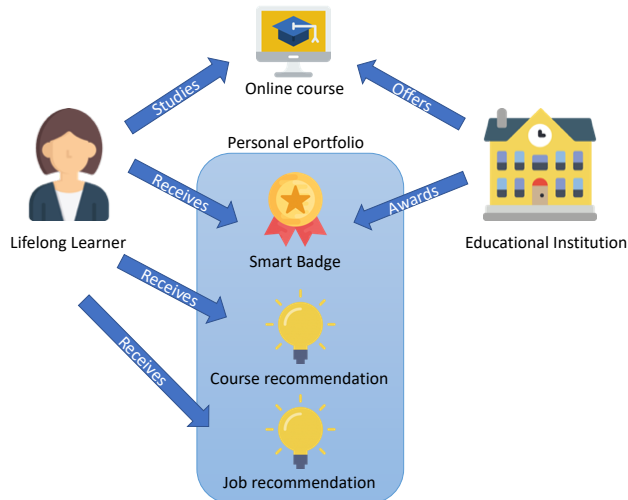 Online course
Studies
Offers
Personal ePortfolio
Lifelong Learner
Receives
Awards
Educational Institution
Smart Badge
Receives
Course recommendation
Receives
Job recommendation